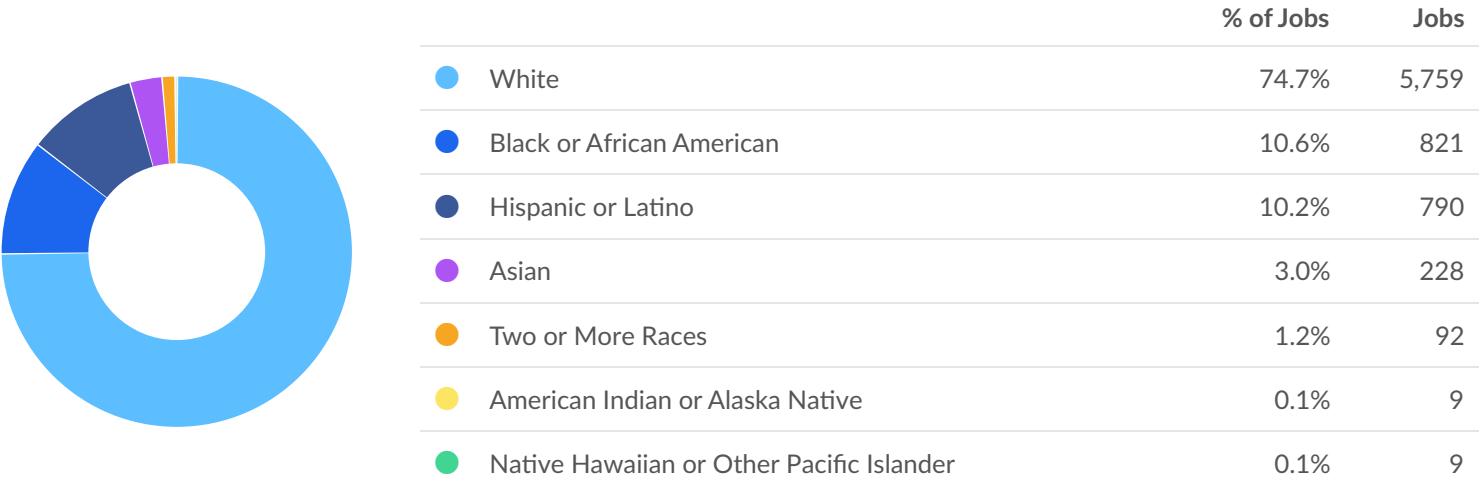 % of Jobs Jobs
White 74.7% 5,759
Black or African American 10.6% 821
Hispanic or Latino 10.2% 790
Asian 3.0% 228
Two or More Races 1.2% 92
American Indian or Alaska Native 0.1% 9
Native Hawaiian or Other Pacific Islander 0.1% 9